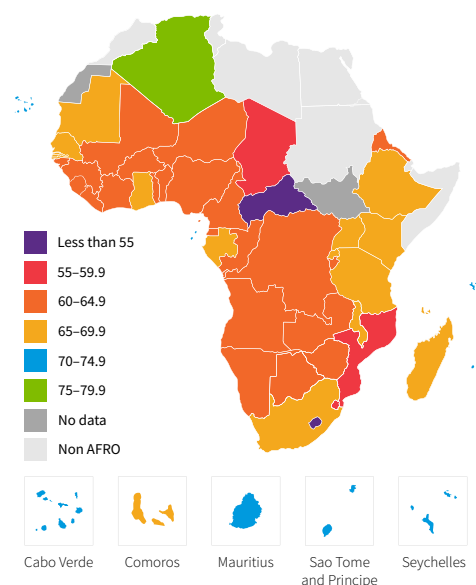 Less than 55
55–59.9
60–64.9
65–69.9
70–74.9
75–79.9
No data
Non AFRO
Cabo Verde
Comoros
Mauritius
Sao Tome
and Principe
Seychelles